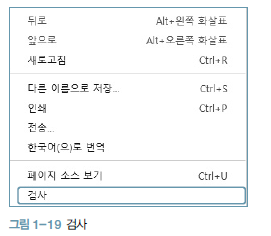 뒤로 Alt+왼쪽 화살표
앞으로 Alt+오른쪽 화살표
새로고침 Ctrl+R
다른 이름으로 저장... Ctrl+S
인쇄 Ctrl+P
전송...
한국어(으)로 번역
페이지 소스 보기 Ctrl+U
검사
그림 1-19 검사